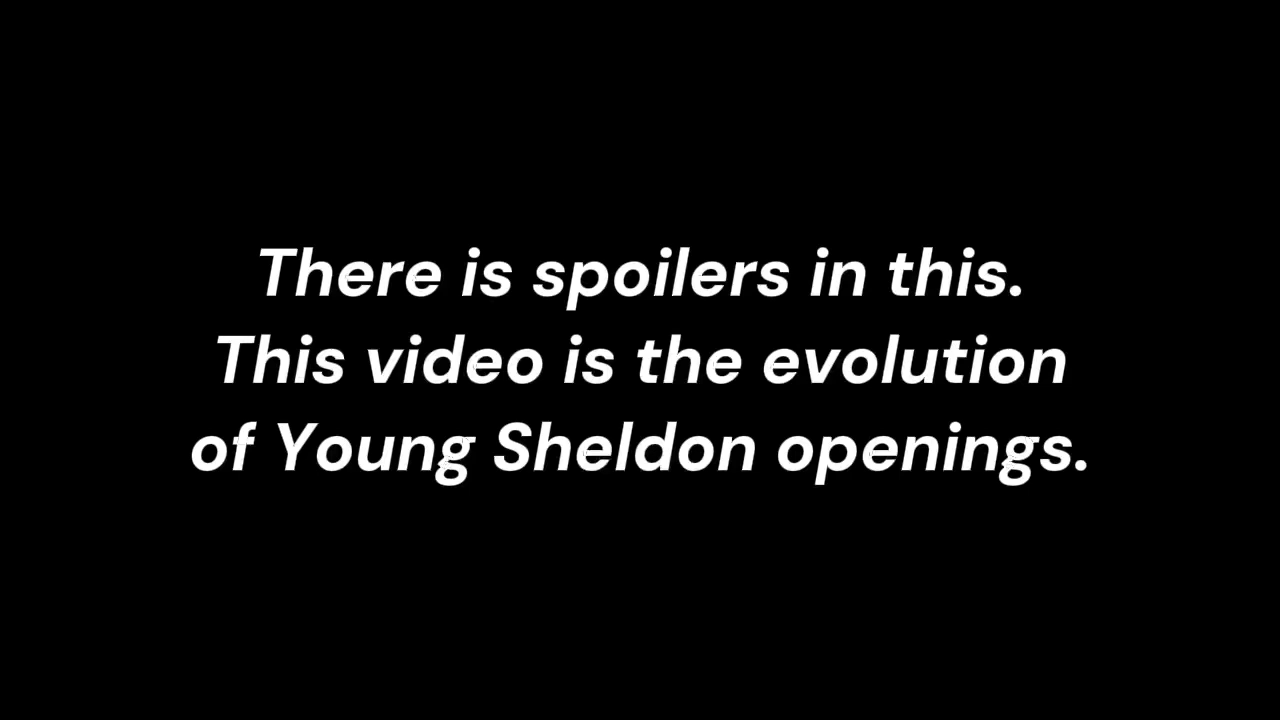 There is spoilers in this.
This video is the evolution
of Young Sheldon openings.